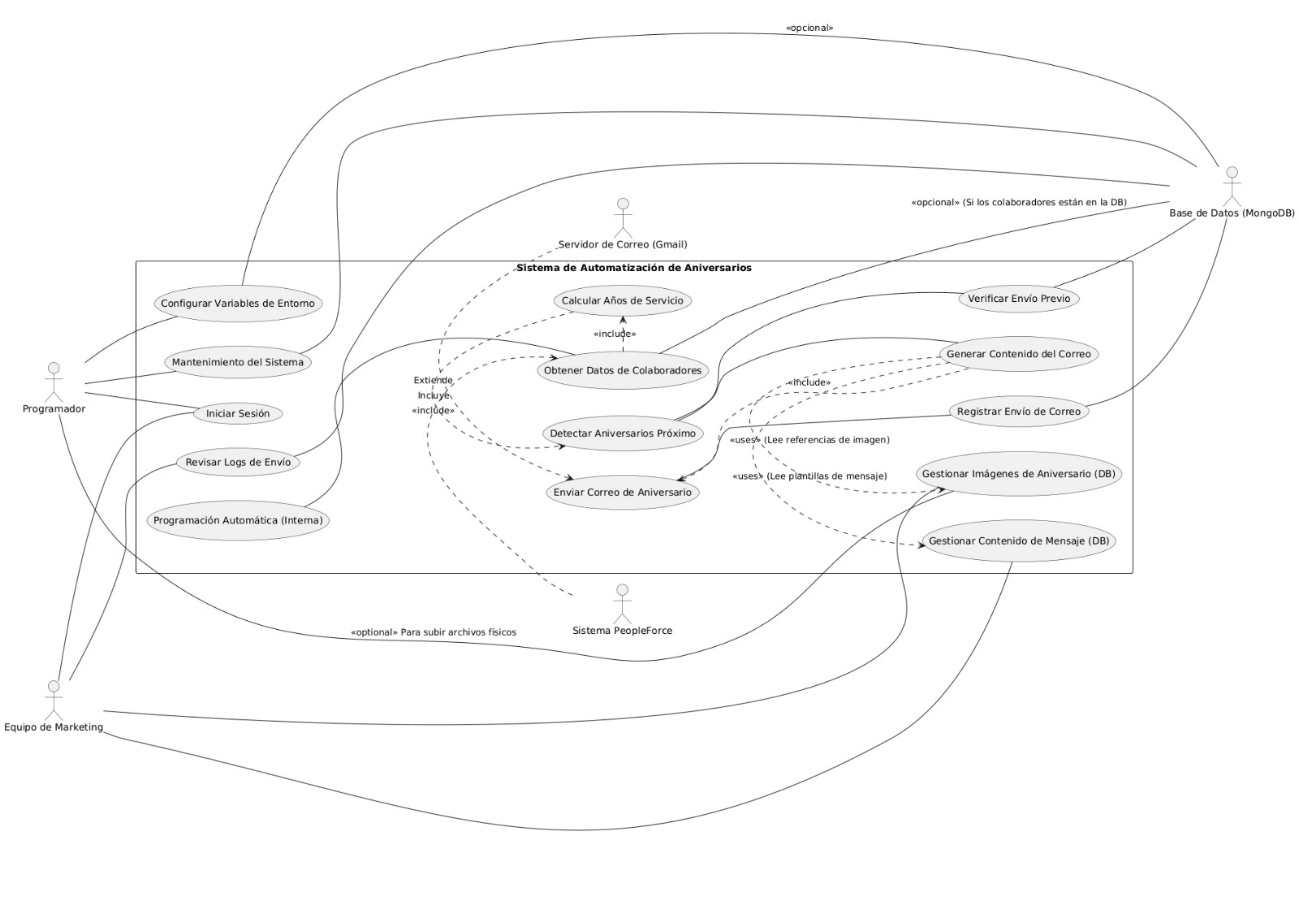 «opcional»
Base de Datos (MongoDB)
«opcional» (Si los colaboradores están en la DB)
Servidor de Correo (Gmail)
Sistema de Automatización de Aniversarios
Configurar Variables de Entorno
Calcular Años de Servicio
Verificar Envío Previo
«include»
Mantenimiento del Sistema
Obtener Datos de Colaboradores
Generar Contenido del Correo
Extiende
Incluye
«include»
«include»
Programador
Iniciar Sesión
Detectar Aniversarios Próximo
Registrar Envío de Correo
«uses» (Lee referencias de imagen)
Revisar Logs de Envío
«uses» (Lee plantillas de mensaje)
Gestionar Imágenes de Aniversario (DB)
Enviar Correo de Aniversario
Programación Automática (Interna)
Gestionar Contenido de Mensaje (DB)
Sistema PeopleForce
«optional» Para subir archivos físicos
Equipo de Marketing